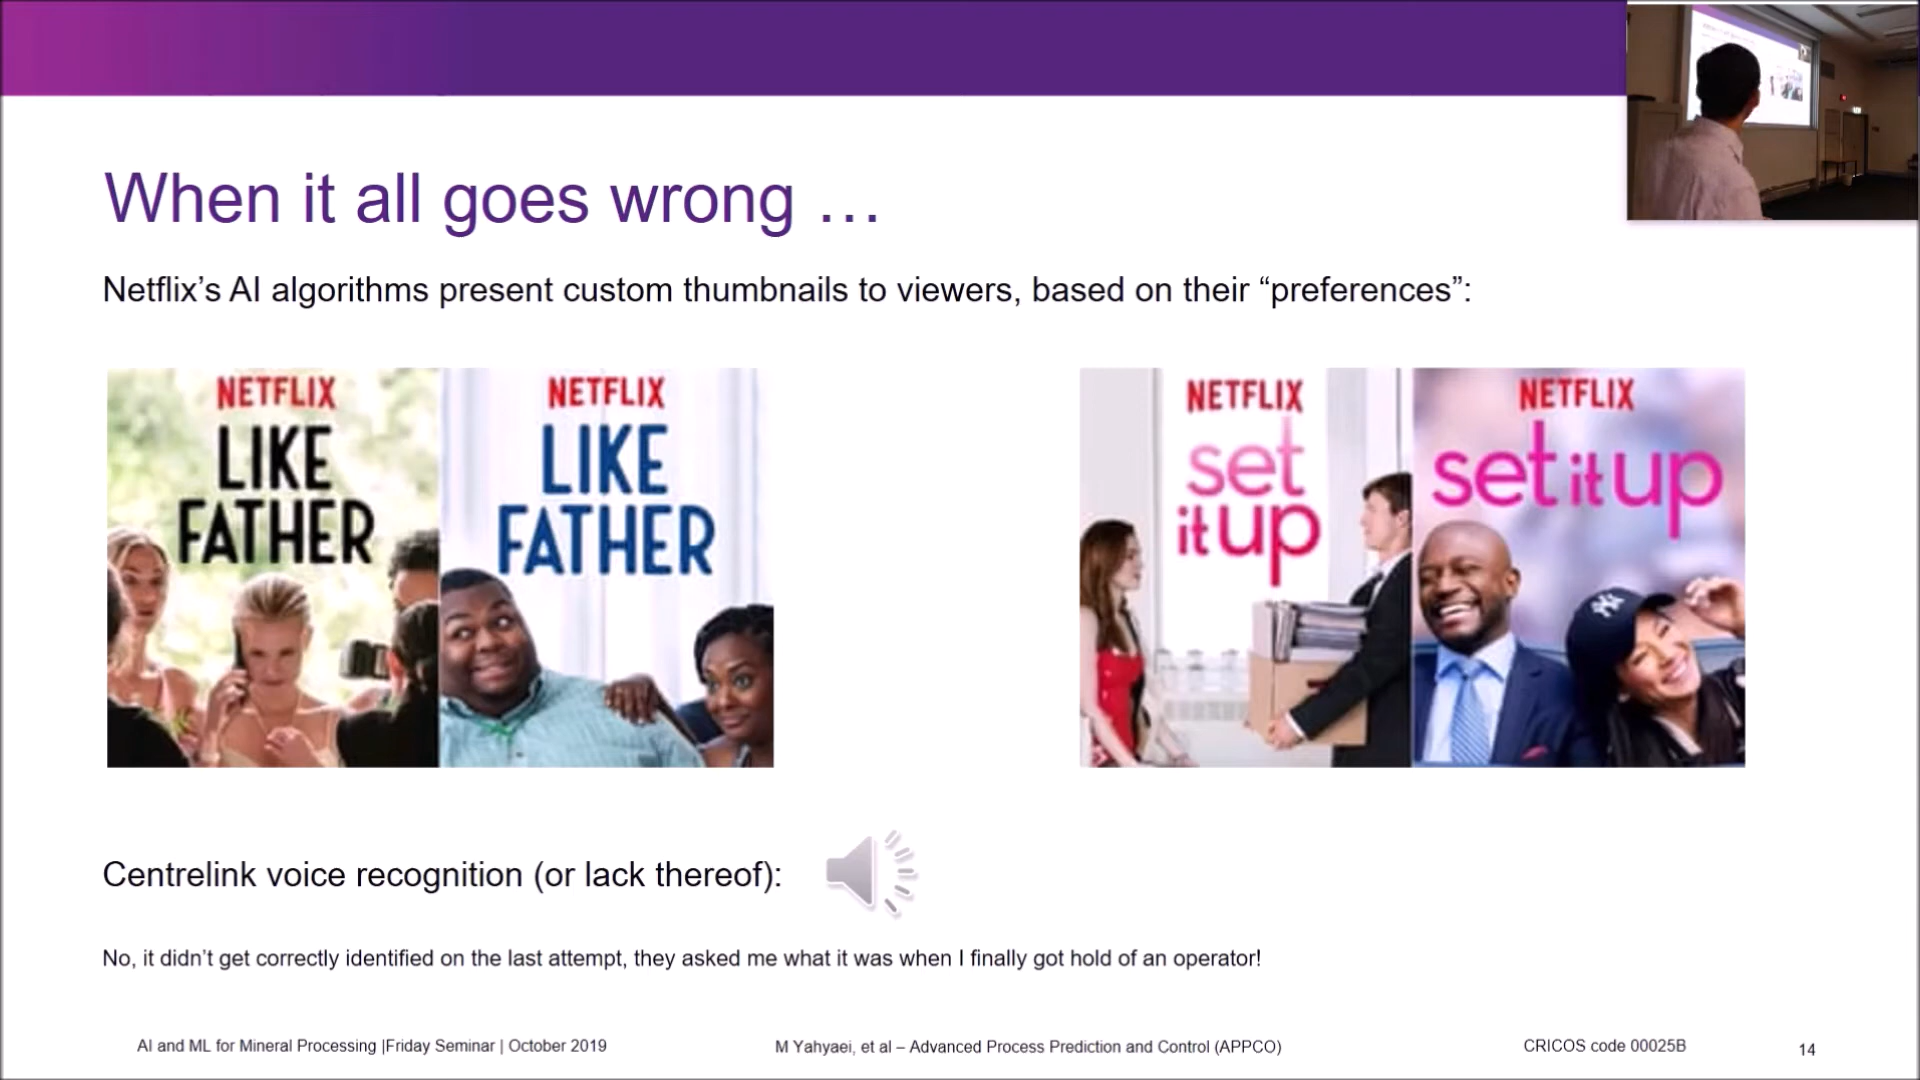 When it all goes wrong …
Netflix’s AI algorithms present custom thumbnails to viewers, based on their “preferences”:
NETFLIX
LIKE
FATHER
NETFLIX
LIKE
FATHER
NETFLIX
set
it up
NETFLIX
set it up
NY
Centrelink voice recognition (or lack thereof):
No, it didn’t get correctly identified on the last attempt, they asked me what it was when I finally got hold of an operator!
AI and ML for Mineral Processing |Friday Seminar | October 2019
M Yahyaei, et al – Advanced Process Prediction and Control (APPCO)
CRICOS code 00025B
14